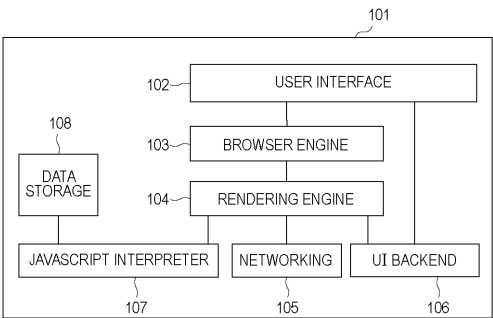 101
102
USER INTERFACE
108
103
BROWSER ENGINE
DATA
STORAGE
104
RENDERING ENGINE
JAVASCRIPT INTERPRETER
NETWORKING
UI BACKEND
107
105
106